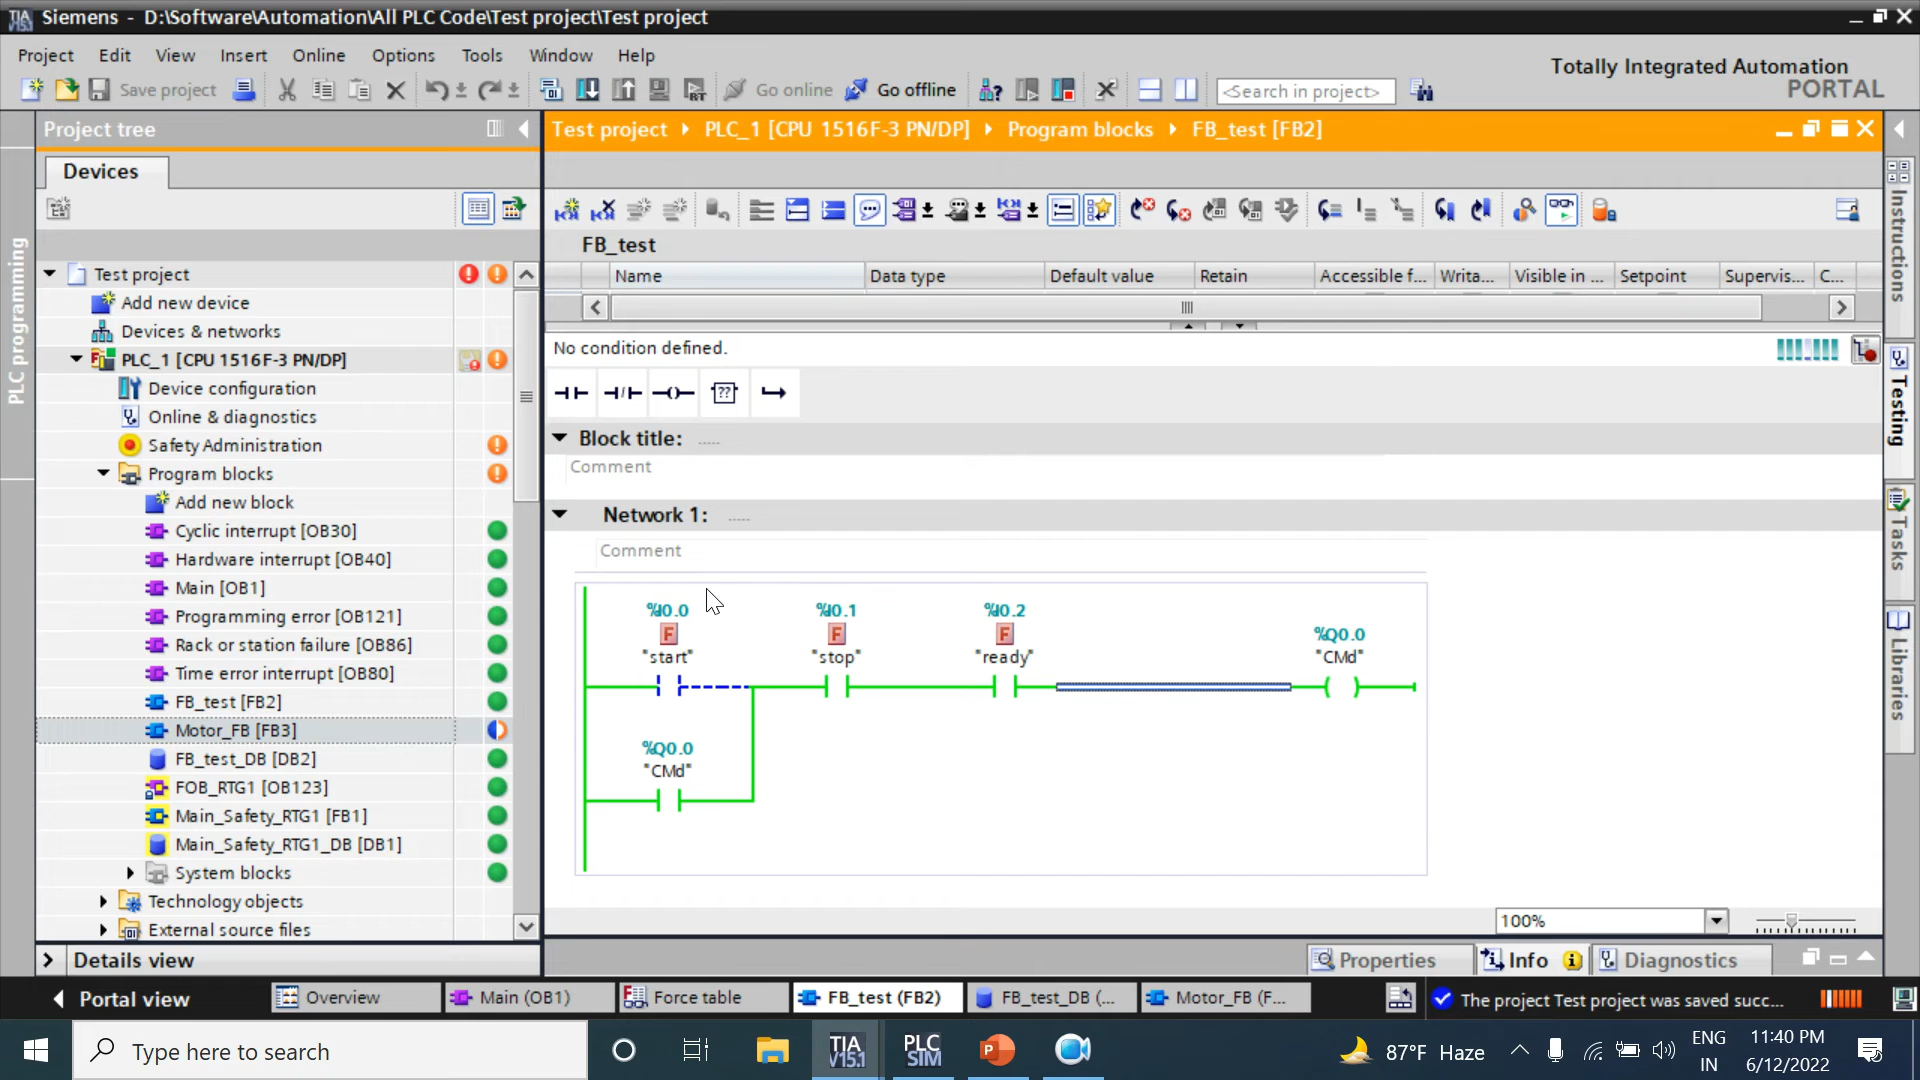 Siemens - D:\Software\Automation\All PLC Code\Test project\Test project
Project Edit View Insert Online Options Tools Window Help
Totally Integrated Automation
PORTAL
Save project
Go online
Go offline
<Search in project>
Project tree
Test project PLC_1 [CPU 1516F-3 PN/DP] Program blocks FB_test [FB2]
Devices
PLC programming
FB_test
Name Data type Default value Retain Accessible f... Writa... Visible in ... Setpoint Supervis... C...
No condition defined.
Block title: .....
Comment
Network 1: .....
Comment
Test project
Add new device
Devices & networks
PLC_1 [CPU 1516F-3 PN/DP]
Device configuration
Online & diagnostics
Safety Administration
Program blocks
Add new block
Cyclic interrupt [OB30]
Hardware interrupt [OB40]
Main [OB1]
Programming error [OB121]
Rack or station failure [OB86]
Time error interrupt [OB80]
FB_test [FB2]
Motor_FB [FB3]
FB_test_DB [DB2]
FOB_RTG1 [OB123]
Main_Safety_RTG1 [FB1]
Main_Safety_RTG1_DB [DB1]
System blocks
Technology objects
External source files
Details view
%I0.0
F
"start"
%I0.1
F
"stop"
%I0.2
F
"ready"
%Q0.0
"CMd"
%Q0.0
"CMd"
Instructions
Testing
Tasks
Libraries
100%
Properties
Info
Diagnostics
Portal view
Overview
Main (OB1)
Force table
FB_test (FB2)
FB_test_DB (...
Motor_FB (F...
The project Test project was saved succ...
Type here to search
TIA
V15.1
PLC
SIM
87°F Haze
ENG
IN
11:40 PM
6/12/2022